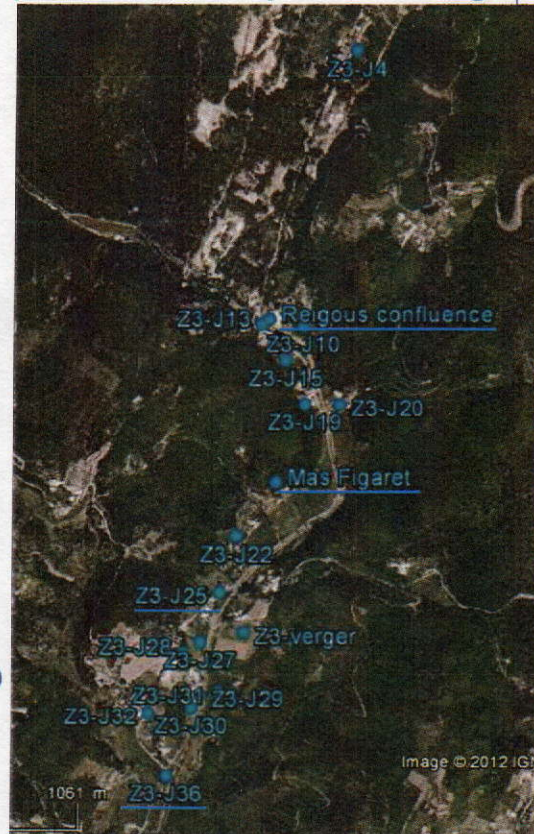 Z3-J4
Z3-J13
Reigous confluence
Z3-J10
Z3-J15
Z3-J19
Z3-J20
Mas Figaret
Z3-J22
Z3-J25
Z3-J28
Z3-J27
Z3-verger
Z3-J31
Z3-J29
Z3-J32
Z3-J30
Image © 2012 IGN
1061 m
Z3-J36